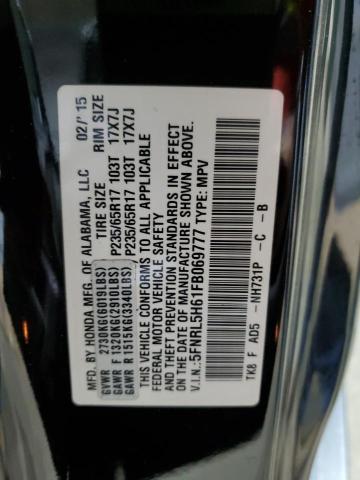 MFD. BY HONDA MFG. OF ALABAMA, LLC 02/'15
TIRE SIZE RIM SIZE
GVWR 2730KG(6019LBS)
GAWR F 1320KG(2910LBS) P235/65R17 103T 17X7J
GAWR R 1515KG(3340LBS) P235/65R17 103T 17X7J
THIS VEHICLE CONFORMS TO ALL APPLICABLE
FEDERAL MOTOR VEHICLE SAFETY
AND THEFT PREVENTION STANDARDS IN EFFECT
ON THE DATE OF MANUFACTURE SHOWN ABOVE.
V.I.N.:5FNRL5H61FB069777 TYPE: MPV
TK8 F AD5 -NH731P -C -B